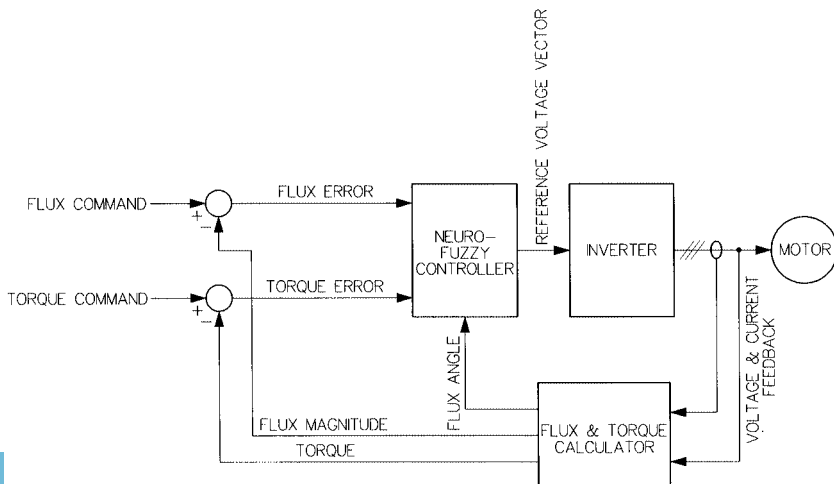 REFERENCE VOLTAGE VECTOR
FLUX COMMAND
+
−
FLUX ERROR
NEURO-
FUZZY
CONTROLLER
INVERTER
MOTOR
TORQUE COMMAND
+
−
TORQUE ERROR
FLUX ANGLE
VOLTAGE & CURRENT
FEEDBACK
FLUX MAGNITUDE
TORQUE
FLUX & TORQUE
CALCULATOR